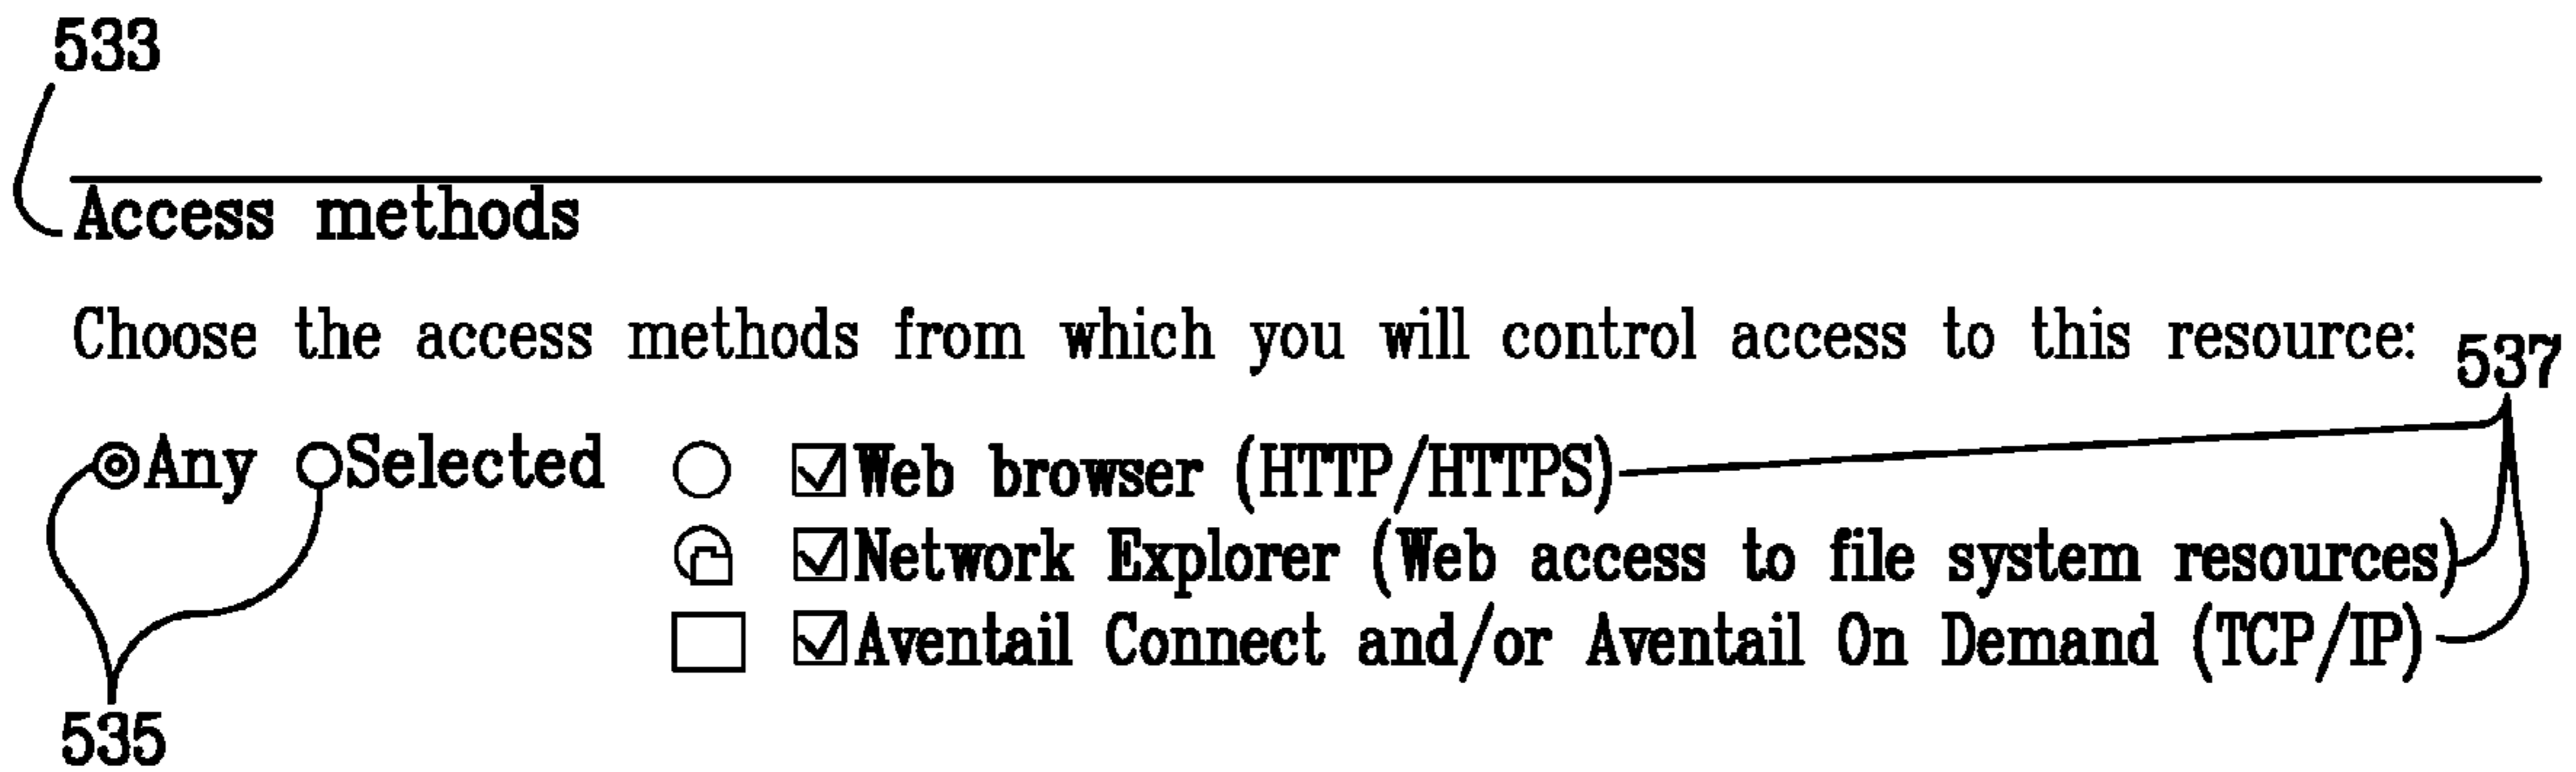 533
Access methods
Choose the access methods from which you will control access to this resource:
537
Any Selected Web browser (HTTP/HTTPS)
Network Explorer (Web access to file system resources)
Aventail Connect and/or Aventail On Demand (TCP/IP)
535